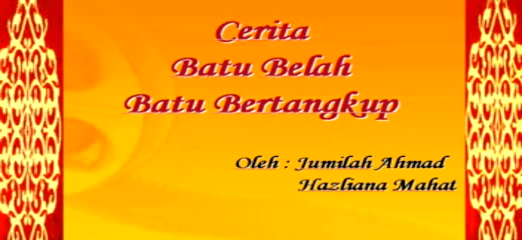 Cerita
Batu Belah
Batu Bertangkup
Oleh : Jumilah Ahmad
Hazliana Mahat